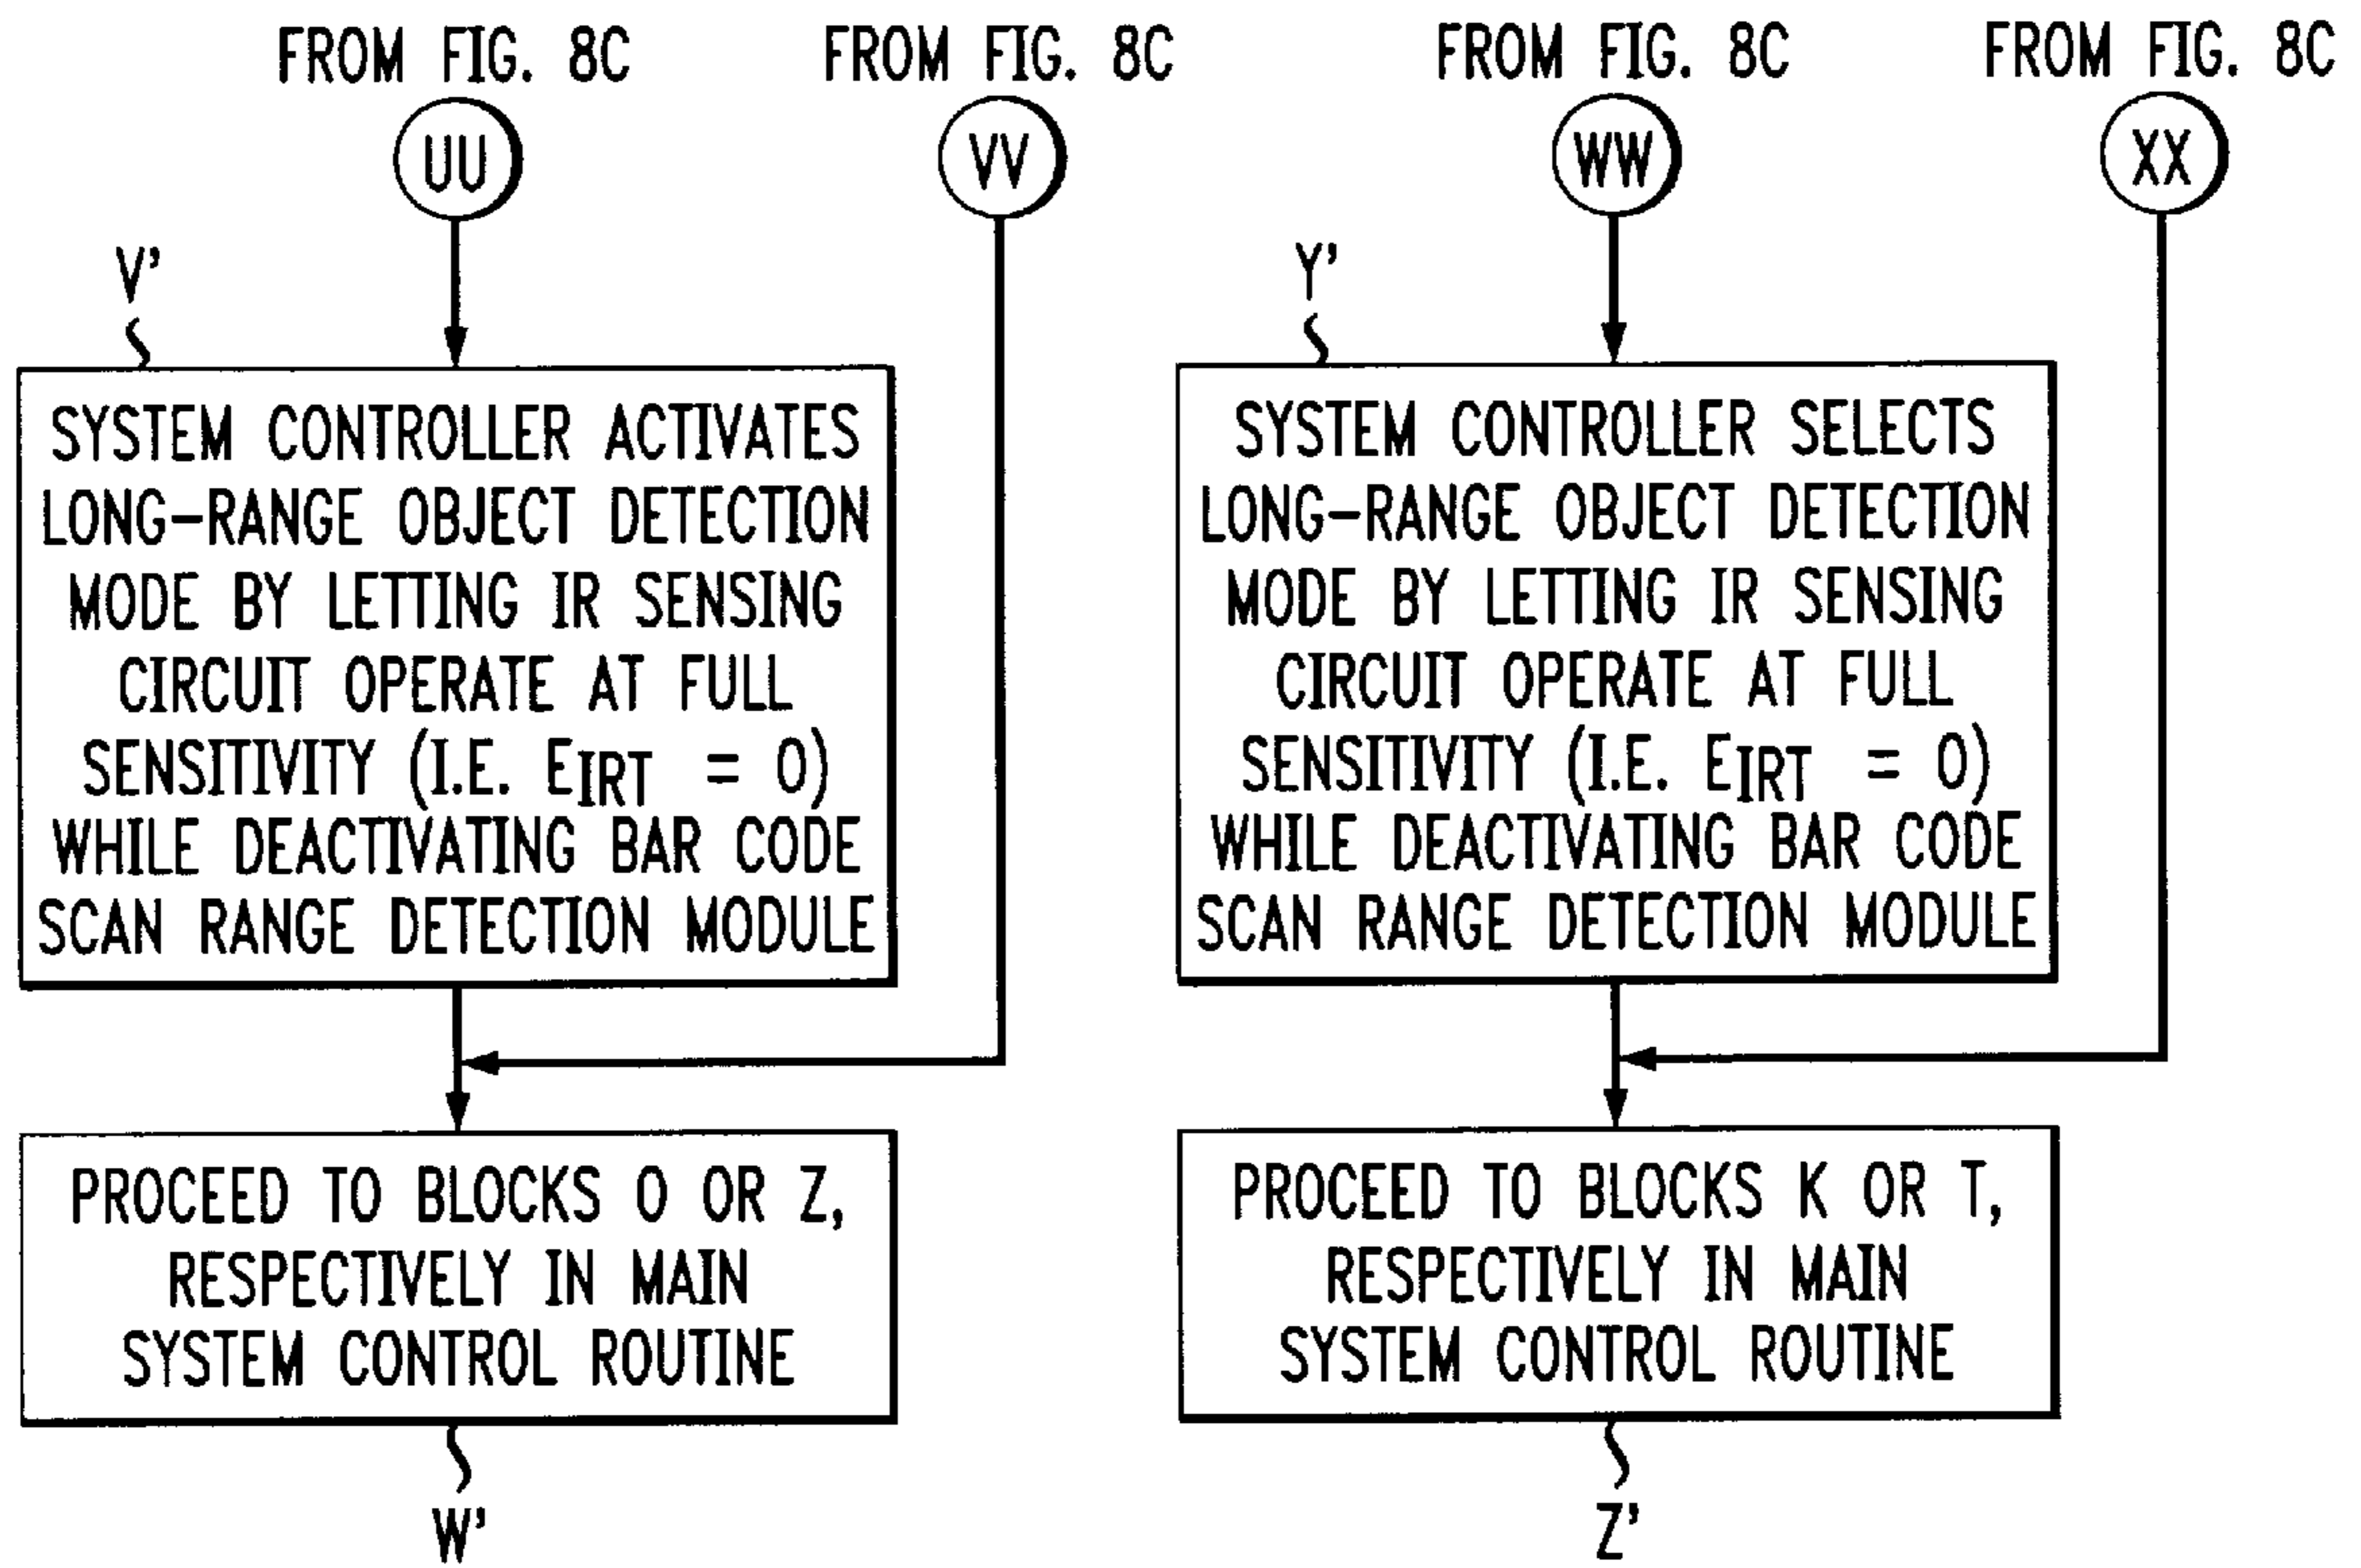 FROM FIG. 8C
UU
FROM FIG. 8C
VV
V'
SYSTEM CONTROLLER ACTIVATES
LONG-RANGE OBJECT DETECTION
MODE BY LETTING IR SENSING
CIRCUIT OPERATE AT FULL
SENSITIVITY (I.E. EIRT = 0)
WHILE DEACTIVATING BAR CODE
SCAN RANGE DETECTION MODULE
PROCEED TO BLOCKS O OR Z,
RESPECTIVELY IN MAIN
SYSTEM CONTROL ROUTINE
W'
FROM FIG. 8C
WW
FROM FIG. 8C
XX
Y'
SYSTEM CONTROLLER SELECTS
LONG-RANGE OBJECT DETECTION
MODE BY LETTING IR SENSING
CIRCUIT OPERATE AT FULL
SENSITIVITY (I.E. EIRT = 0)
WHILE DEACTIVATING BAR CODE
SCAN RANGE DETECTION MODULE
PROCEED TO BLOCKS K OR T,
RESPECTIVELY IN MAIN
SYSTEM CONTROL ROUTINE
Z'